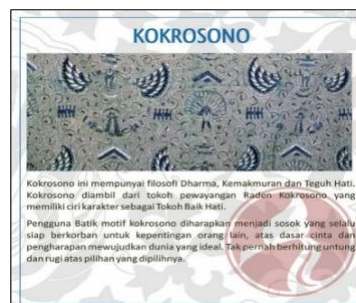 KOKROSONO
Kokrosono ini mempunyai filosofi Dharma, Kemakmuran dan Teguh Hati.
Kokrosono diambil dari tokoh pewayangan Raden Kokrosono yang
memiliki ciri karakter sebagai Tokoh Baik Hati.
Pengguna Batik motif kokrosono diharapkan menjadi sosok yang selalu
siap berkorban untuk kepentingan orang lain, atas dasar cinta dan
pengharapan mewujudkan dunia yang ideal. Tak pernah berhitung untung
dan rugi atas pilihan yang dipilihnya.